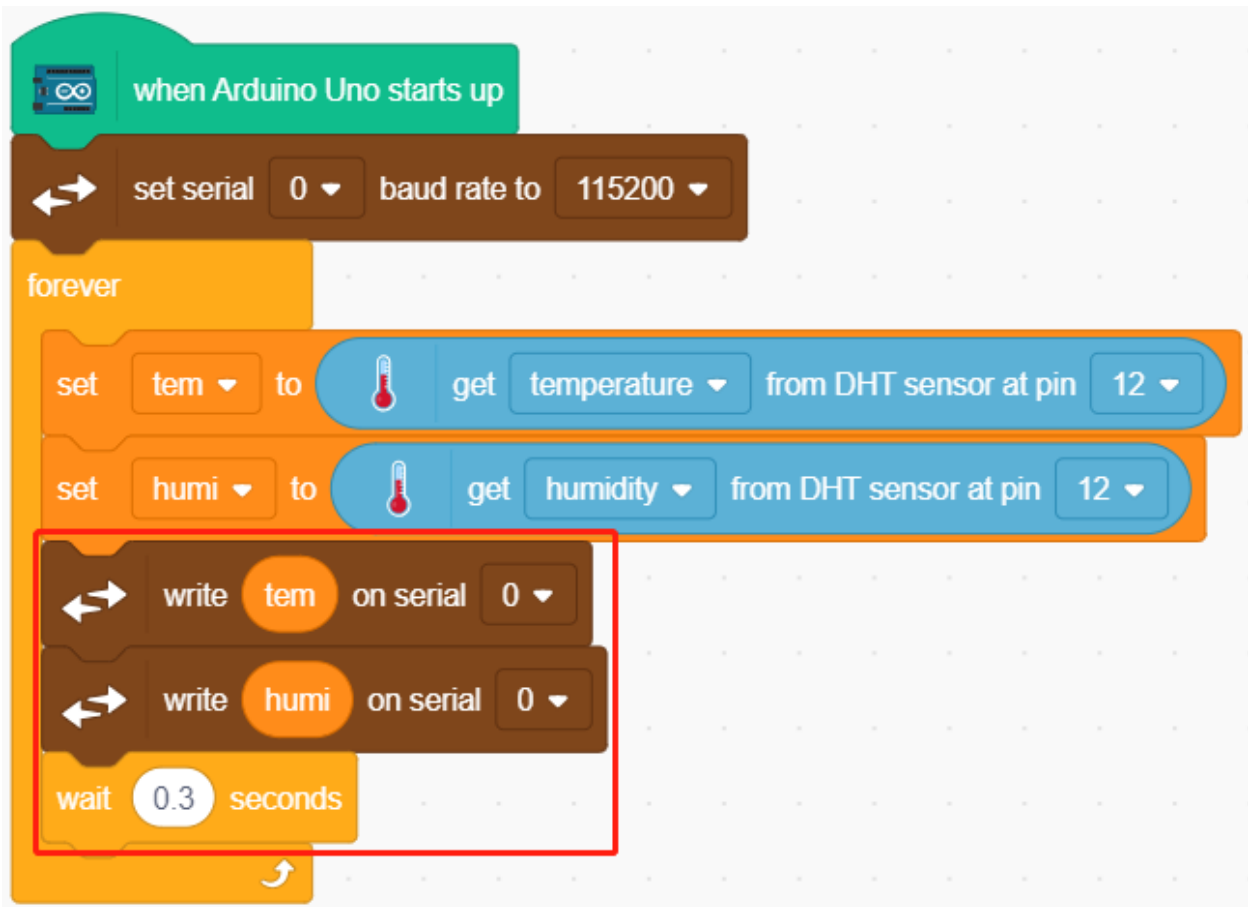 when Arduino Uno starts up
set serial 0 baud rate to 115200
forever
set tem to get temperature from DHT sensor at pin 12
set humi to get humidity from DHT sensor at pin 12
write tem on serial 0
write humi on serial 0
wait 0.3 seconds